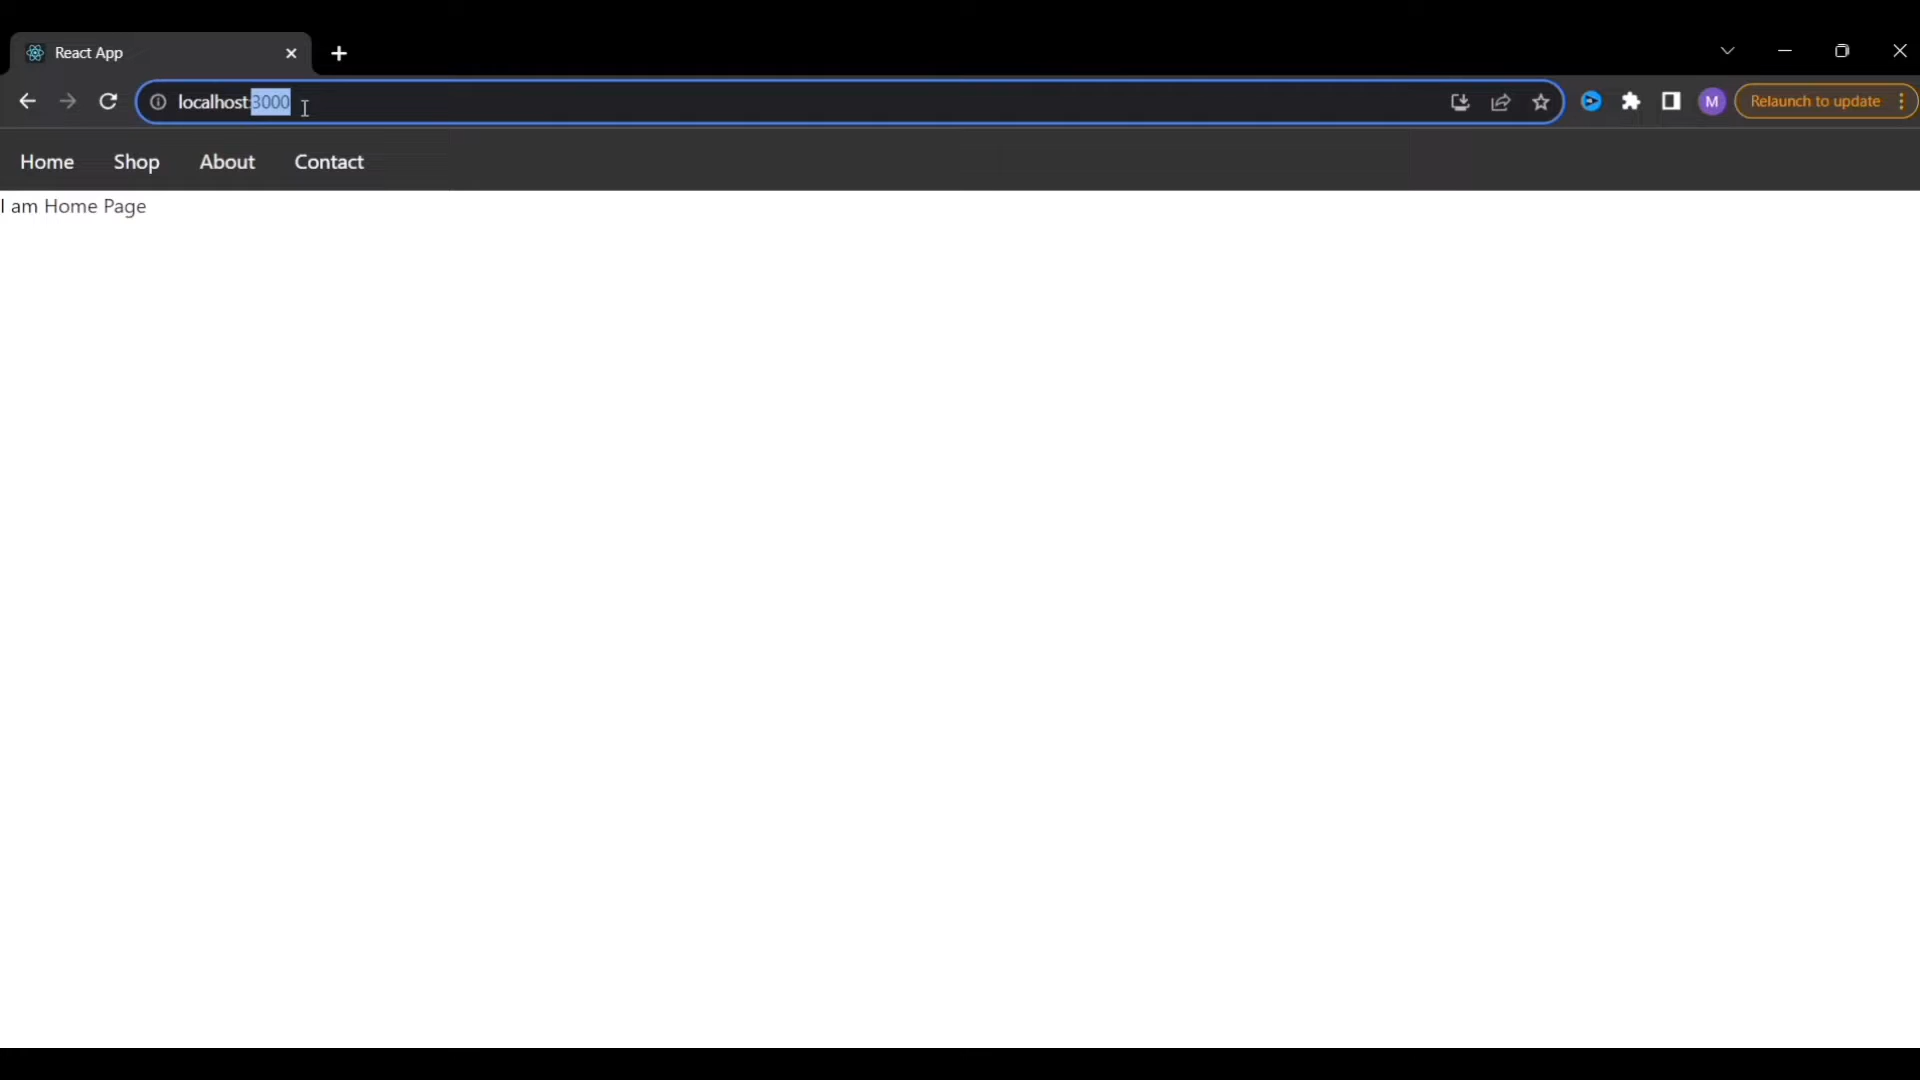 React App
localhost:3000
M
Relaunch to update
Home Shop About Contact
I am Home Page